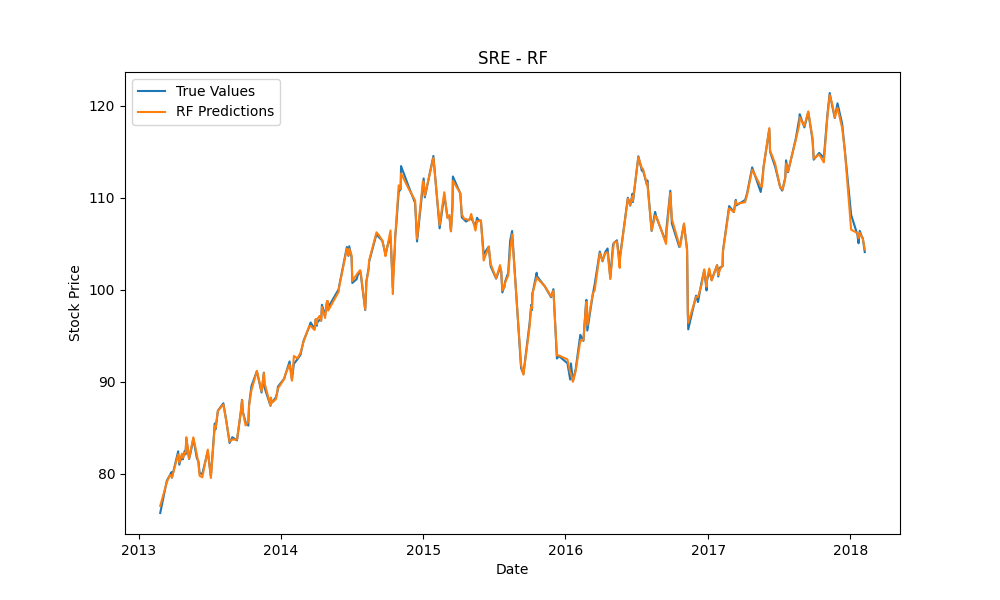 SRE - RF
True Values
RF Predictions
Stock Price
120
110
100
90
80
2013 2014 2015 2016 2017 2018
Date